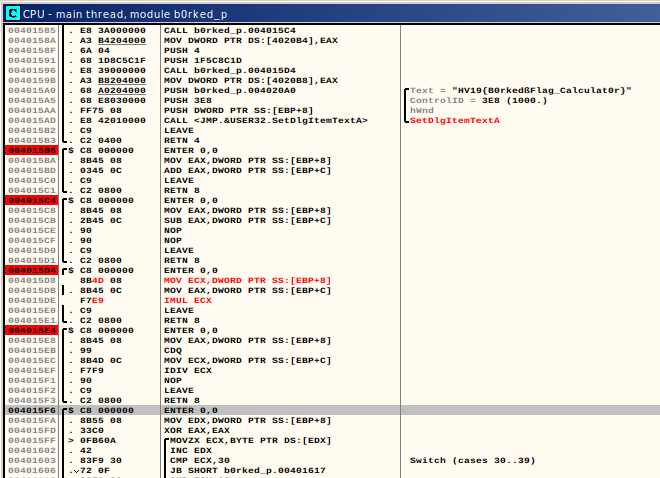 C CPU - main thread, module b0rked_p
00401585 . E8 3A000000 CALL b0rked_p.004015C4
0040158A . A3 B4204000 MOV DWORD PTR DS:[4020B4],EAX
0040158F . 6A 04 PUSH 4
00401591 . 68 1D8C5C1F PUSH 1F5C8C1D
00401596 . E8 39000000 CALL b0rked_p.004015D4
0040159B . A3 B8204000 MOV DWORD PTR DS:[4020B8],EAX
004015A0 . 68 A0204000 PUSH b0rked_p.004020A0 Text = "HV19{B0rkedßFlag_Calculat0r}"
004015A5 . 68 E8030000 PUSH 3E8 ControlID = 3E8 (1000.)
004015AA . FF75 08 PUSH DWORD PTR SS:[EBP+8] hWnd
004015AD . E8 42010000 CALL <JMP.&USER32.SetDlgItemTextA> SetDlgItemTextA
004015B2 . C9 LEAVE
004015B3 . C2 0400 RETN 4
004015B6 $ C8 000000 ENTER 0,0
004015BA . 8B45 08 MOV EAX,DWORD PTR SS:[EBP+8]
004015BD . 0345 0C ADD EAX,DWORD PTR SS:[EBP+C]
004015C0 . C9 LEAVE
004015C1 . C2 0800 RETN 8
004015C4 $ C8 000000 ENTER 0,0
004015C8 . 8B45 08 MOV EAX,DWORD PTR SS:[EBP+8]
004015CB . 2B45 0C SUB EAX,DWORD PTR SS:[EBP+C]
004015CE . 90 NOP
004015CF . 90 NOP
004015D0 . C9 LEAVE
004015D1 . C2 0800 RETN 8
004015D4 $ C8 000000 ENTER 0,0
004015D8 8B4D 08 MOV ECX,DWORD PTR SS:[EBP+8]
004015DB . 8B45 0C MOV EAX,DWORD PTR SS:[EBP+C]
004015DE F7E9 IMUL ECX
004015E0 . C9 LEAVE
004015E1 . C2 0800 RETN 8
004015E4 $ C8 000000 ENTER 0,0
004015E8 . 8B45 08 MOV EAX,DWORD PTR SS:[EBP+8]
004015EB . 99 CDQ
004015EC . 8B4D 0C MOV ECX,DWORD PTR SS:[EBP+C]
004015EF . F7F9 IDIV ECX
004015F1 . 90 NOP
004015F2 . C9 LEAVE
004015F3 . C2 0800 RETN 8
004015F6 $ C8 000000 ENTER 0,0
004015FA . 8B55 08 MOV EDX,DWORD PTR SS:[EBP+8]
004015FD . 33C0 XOR EAX,EAX
004015FF > 0FB60A MOVZX ECX,BYTE PTR DS:[EDX]
00401602 . 42 INC EDX
00401603 . 83F9 30 CMP ECX,30 Switch (cases 30..39)
00401606 . 72 0F JB SHORT b0rked_p.00401617